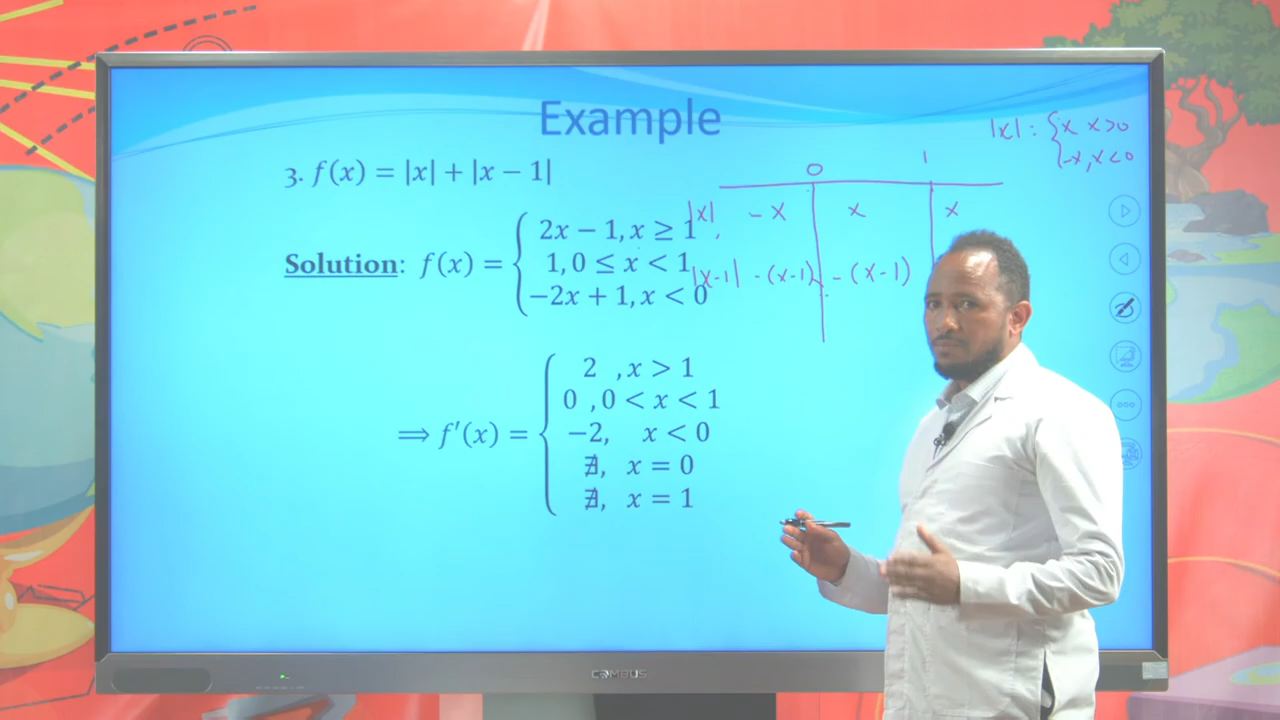 Example
3. f(x) = |x| + |x − 1|
|x| : { x x>0
-x, x<0
0 1
|x| - x x x
Solution: f(x) = { 2x − 1, x ≥ 1
1, 0 ≤ x < 1
−2x + 1, x < 0
|x-1| - (x-1) - (x-1)
⟹ f′(x) = { 2 , x > 1
0 , 0 < x < 1
−2, x < 0
∄, x = 0
∄, x = 1
COMBUS